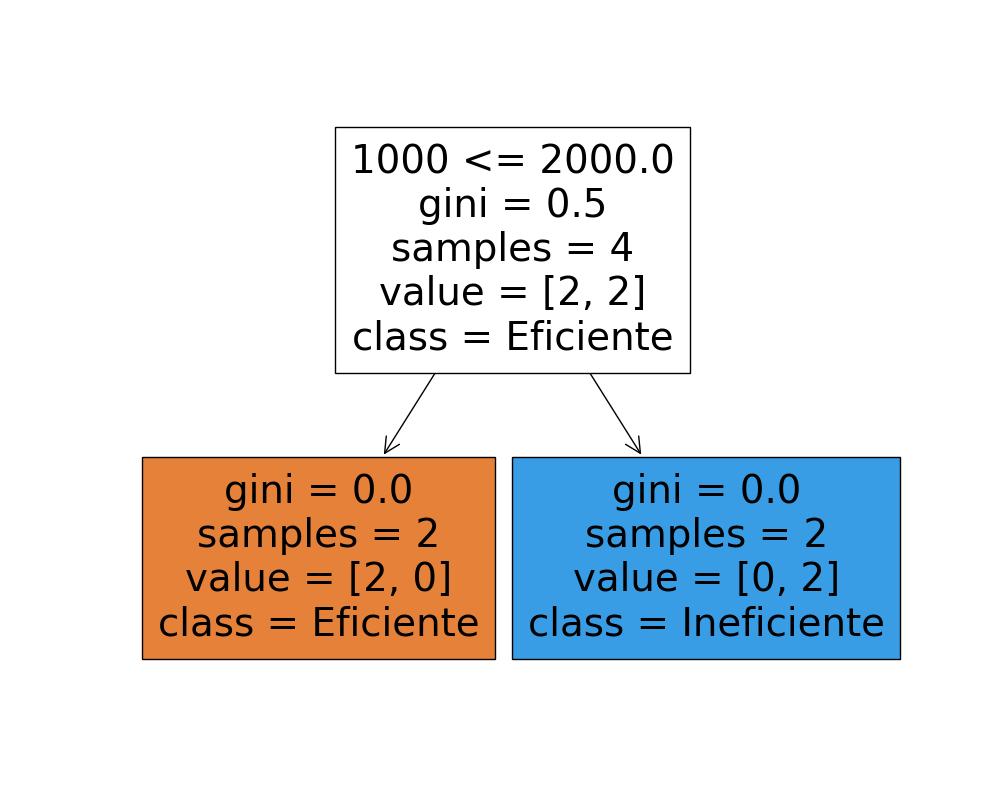 1000 <= 2000.0
gini = 0.5
samples = 4
value = [2, 2]
class = Eficiente
gini = 0.0
samples = 2
value = [2, 0]
class = Eficiente
gini = 0.0
samples = 2
value = [0, 2]
class = Ineficiente